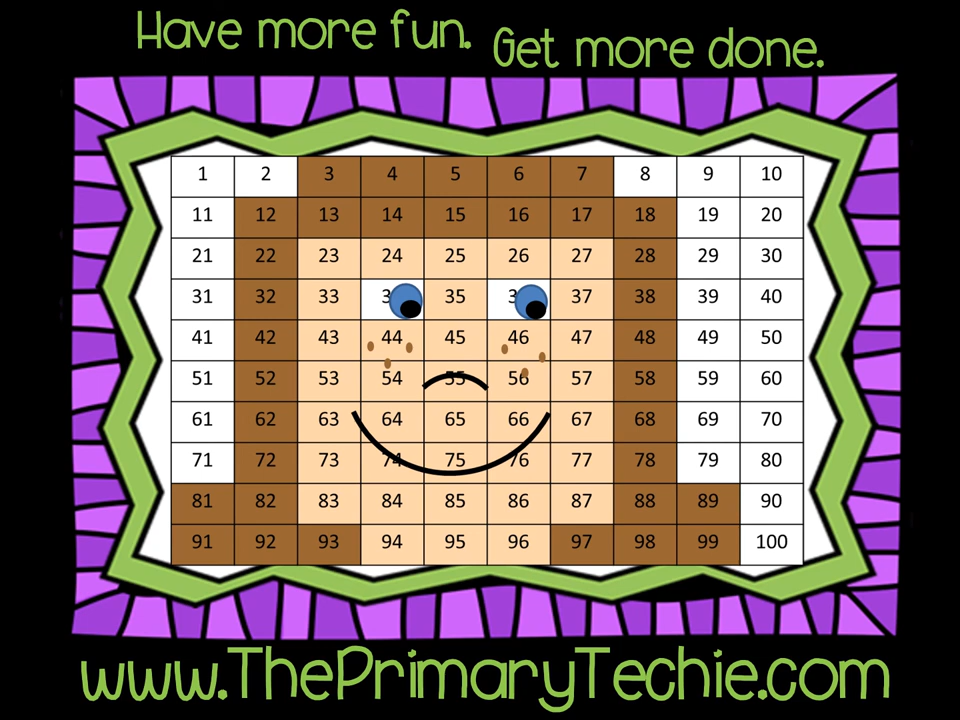 Have more fun. Get more done.
1 2 3 4 5 6 7 8 9 10
11 12 13 14 15 16 17 18 19 20
21 22 23 24 25 26 27 28 29 30
31 32 33 3 35 3 37 38 39 40
41 42 43 44 45 46 47 48 49 50
51 52 53 54 55 56 57 58 59 60
61 62 63 64 65 66 67 68 69 70
71 72 73 74 75 76 77 78 79 80
81 82 83 84 85 86 87 88 89 90
91 92 93 94 95 96 97 98 99 100
www.ThePrimaryTechie.com